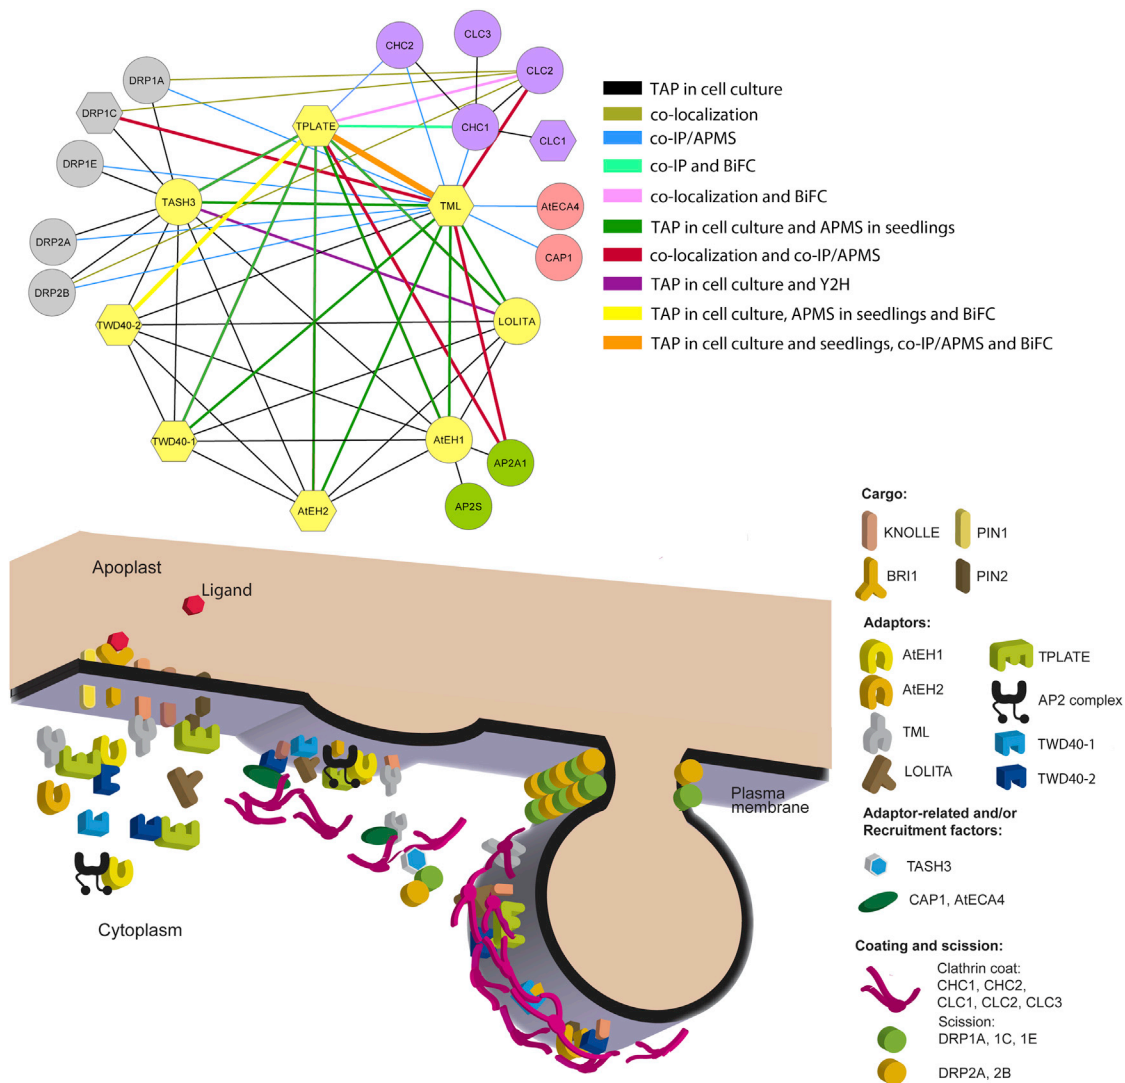 CLC3
CHC2
CLC2
DRP1A
DRP1C
TPLATE
CHC1
CLC1
DRP1E
TASH3
TML
AtECA4
DRP2A
CAP1
DRP2B
TWD40-2
LOLITA
TWD40-1
AtEH1
AP2A1
AP2S
AtEH2
TAP in cell culture
co-localization
co-IP/APMS
co-IP and BiFC
co-localization and BiFC
TAP in cell culture and APMS in seedlings
co-localization and co-IP/APMS
TAP in cell culture and Y2H
TAP in cell culture, APMS in seedlings and BiFC
TAP in cell culture and seedlings, co-IP/APMS and BiFC
Apoplast
Ligand
Plasma
membrane
Cytoplasm
Cargo:
KNOLLE
PIN1
BRI1
PIN2
Adaptors:
AtEH1
TPLATE
AtEH2
AP2 complex
TML
TWD40-1
LOLITA
TWD40-2
Adaptor-related and/or
Recruitment factors:
TASH3
CAP1, AtECA4
Coating and scission:
Clathrin coat:
CHC1, CHC2,
CLC1, CLC2, CLC3
Scission:
DRP1A, 1C, 1E
DRP2A, 2B